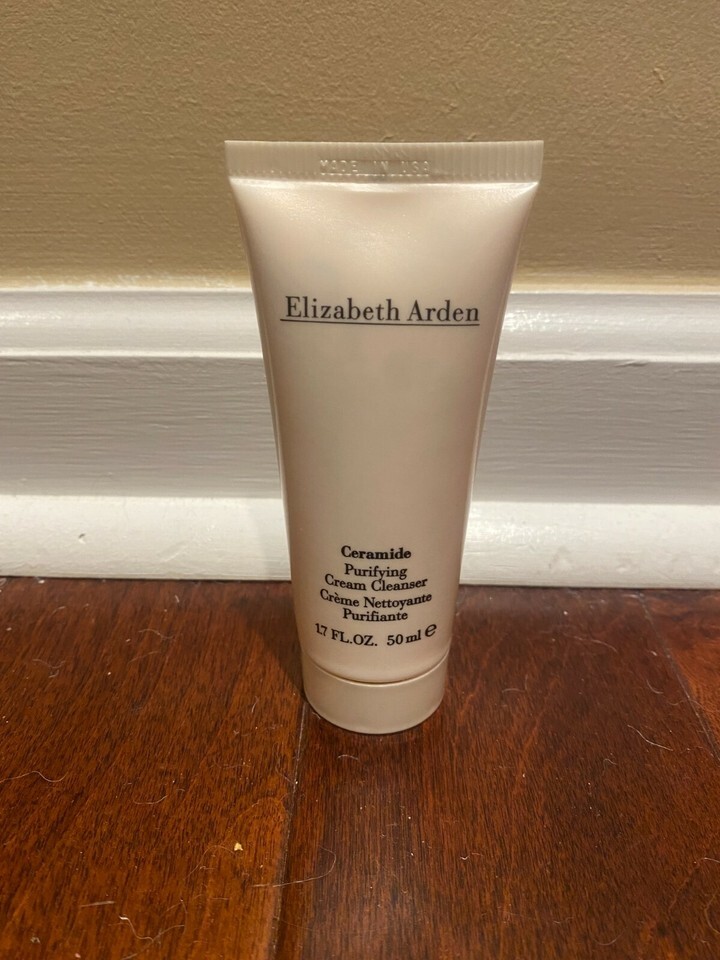 MADE IN USA
Elizabeth Arden
Ceramide
Purifying
Cream Cleanser
Crème Nettoyante
Purifiante
1.7 FL.OZ. 50 ml ℮